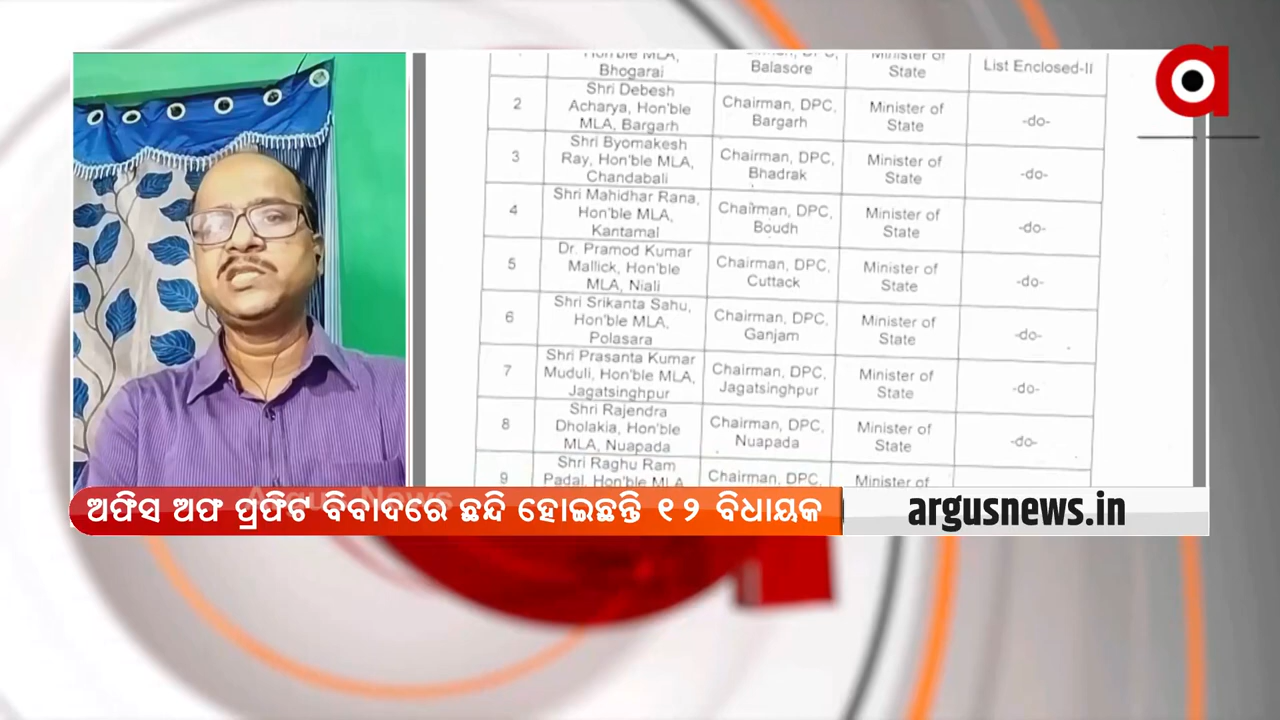 Hon'ble MLA,
Bhogarai
Balasore
Minister of
State
List Enclosed-II
2
Shri Debesh
Acharya, Hon'ble
MLA, Bargarh
Chairman, DPC,
Bargarh
Minister of
State
-do-
3
Shri Byomakesh
Ray, Hon'ble MLA,
Chandabali
Chairman, DPC,
Bhadrak
Minister of
State
-do-
4
Shri Mahidhar Rana,
Hon'ble MLA,
Kantamal
Chairman, DPC,
Boudh
Minister of
State
-do-
5
Dr. Pramod Kumar
Mallick, Hon'ble
MLA, Niali
Chairman, DPC,
Cuttack
Minister of
State
-do-
6
Shri Srikanta Sahu,
Hon'ble MLA,
Polasara
Chairman, DPC,
Ganjam
Minister of
State
-do-
7
Shri Prasanta Kumar
Muduli, Hon'ble MLA,
Jagatsinghpur
Chairman, DPC,
Jagatsinghpur
Minister of
State
-do-
8
Shri Rajendra
Dholakia, Hon'ble
MLA, Nuapada
Chairman, DPC,
Nuapada
Minister of
State
-do-
9
Shri Raghu Ram
Padal, Hon'ble MLA
Chairman, DPC,
Minister of
Argus News
ଅଫିସ ଅଫ ପ୍ରଫିଟ ବିବାଦରେ ଛନ୍ଦି ହୋଇଛନ୍ତି ୧୨ ବିଧାୟକ
argusnews.in